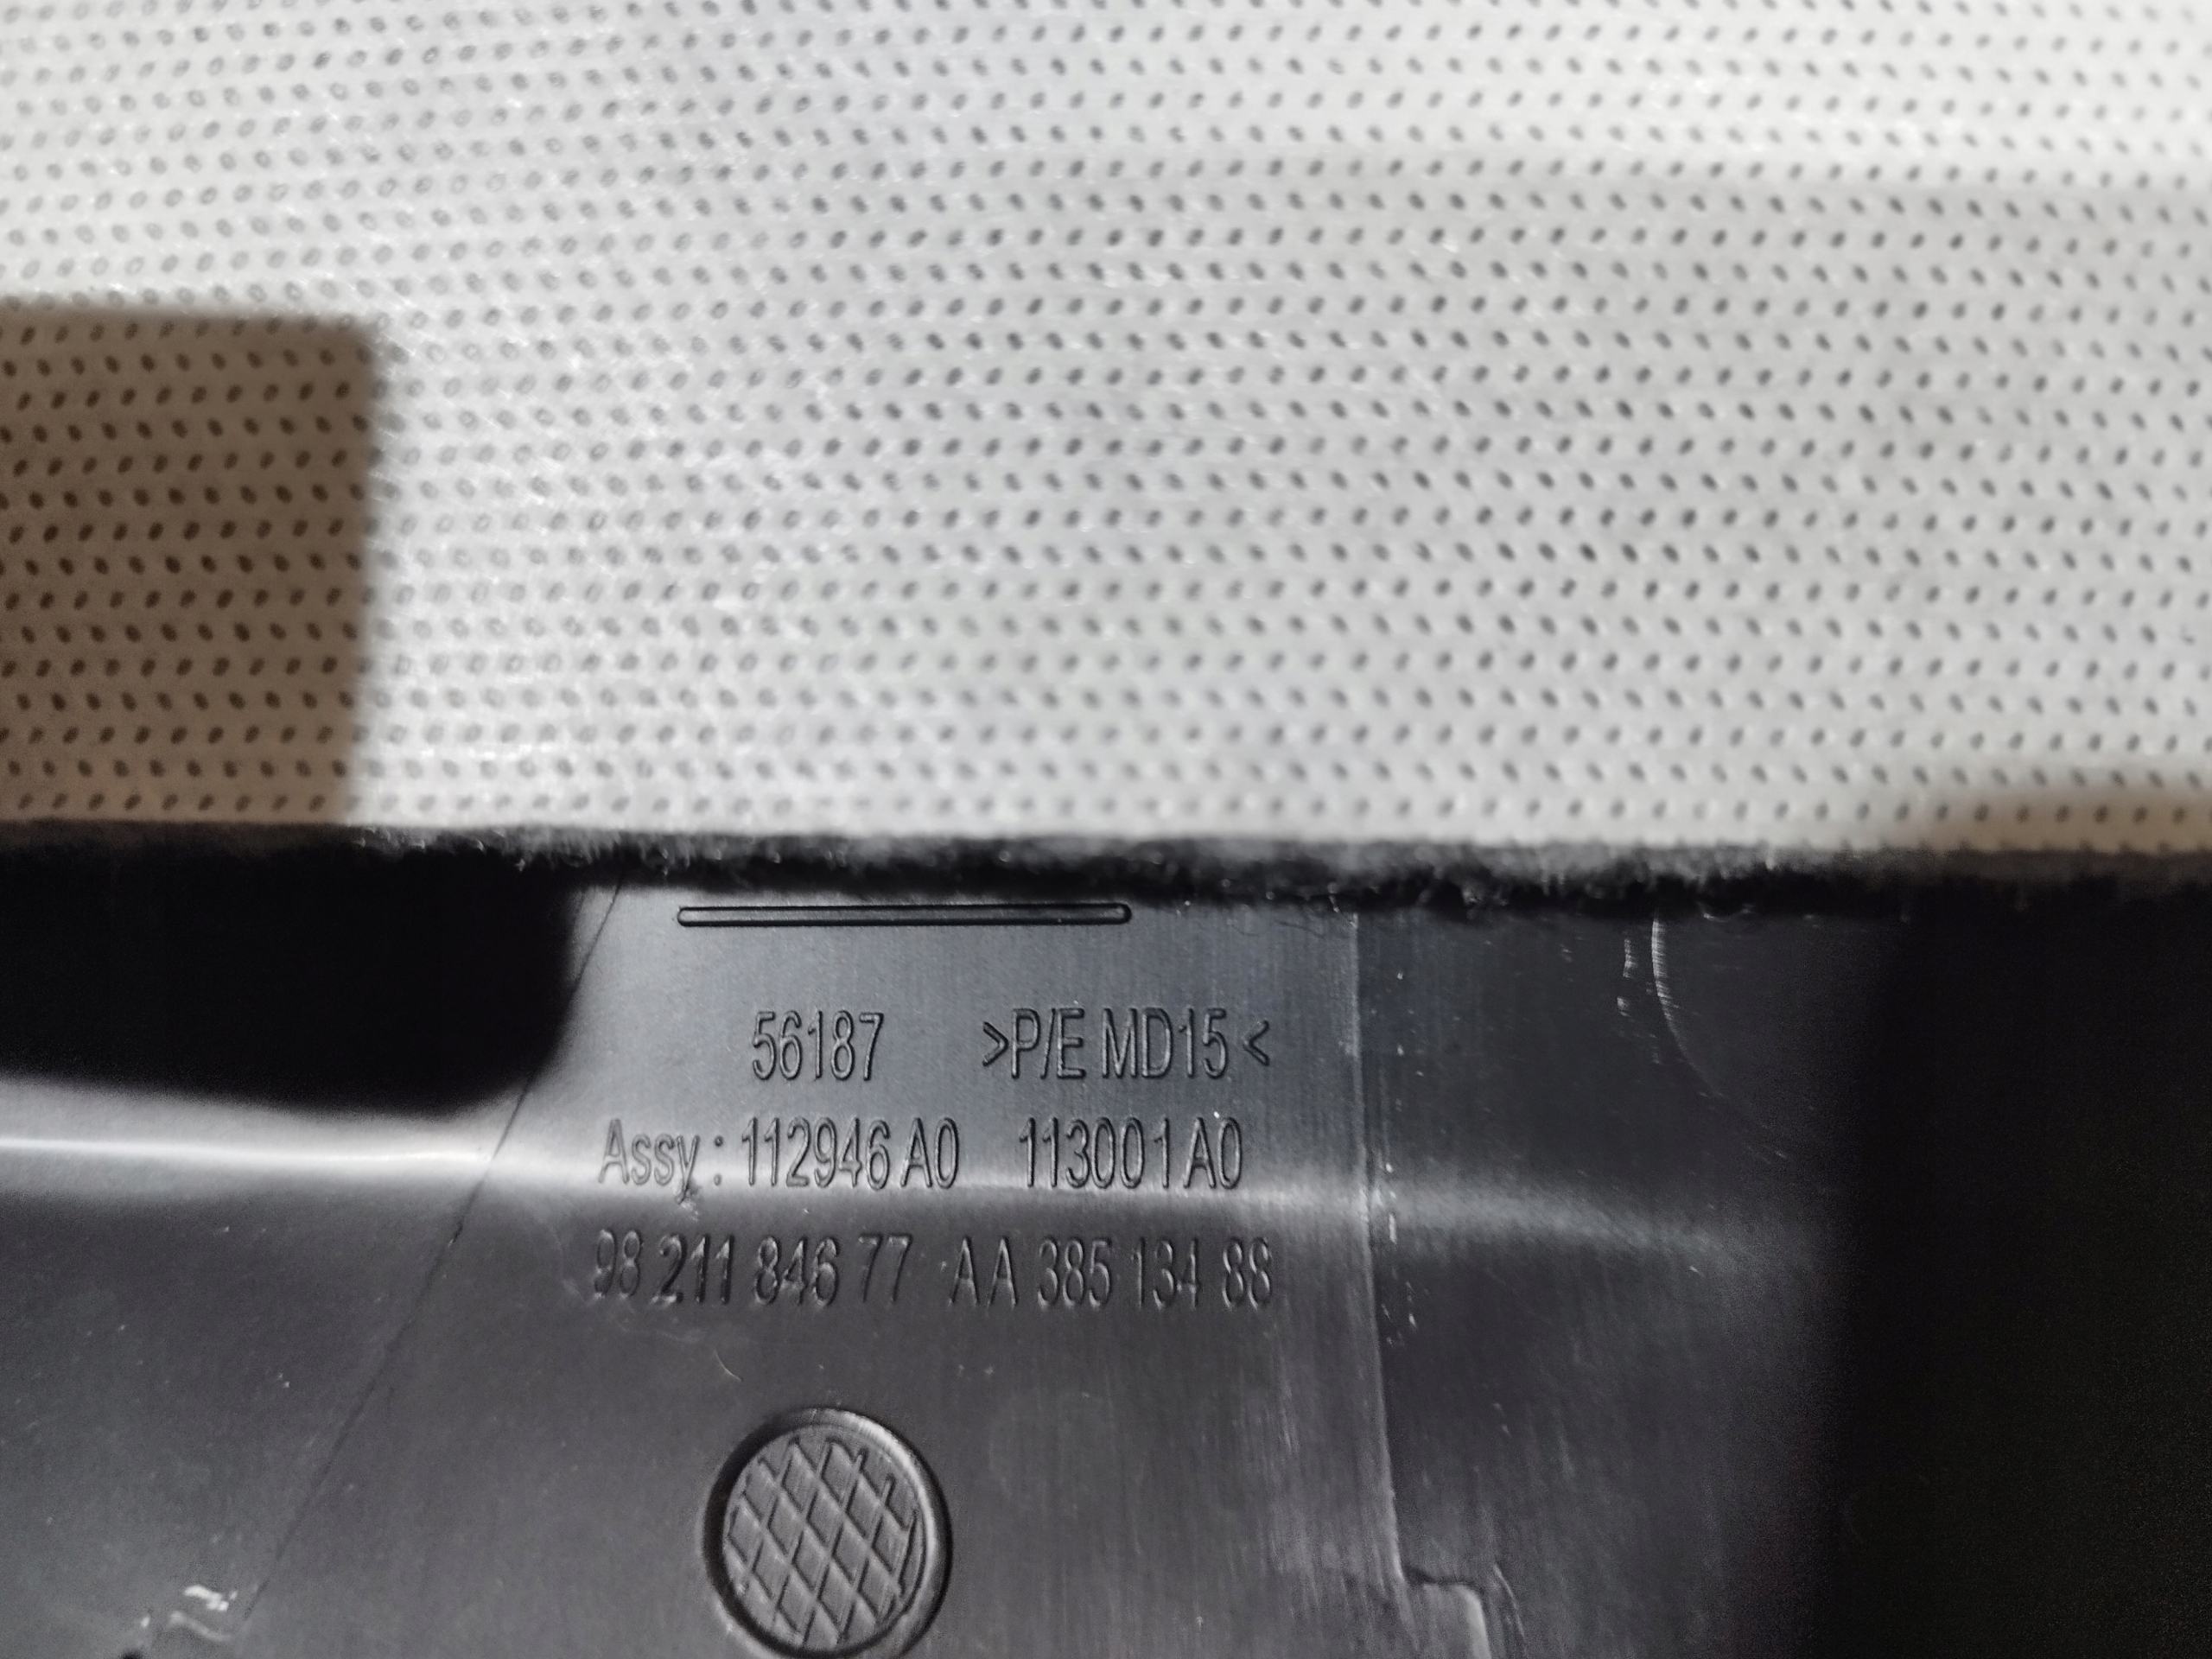 56187 >P/E MD15<
Assy : 112946 A0 113001 A0
98 211 846 77 AA 385 134 88